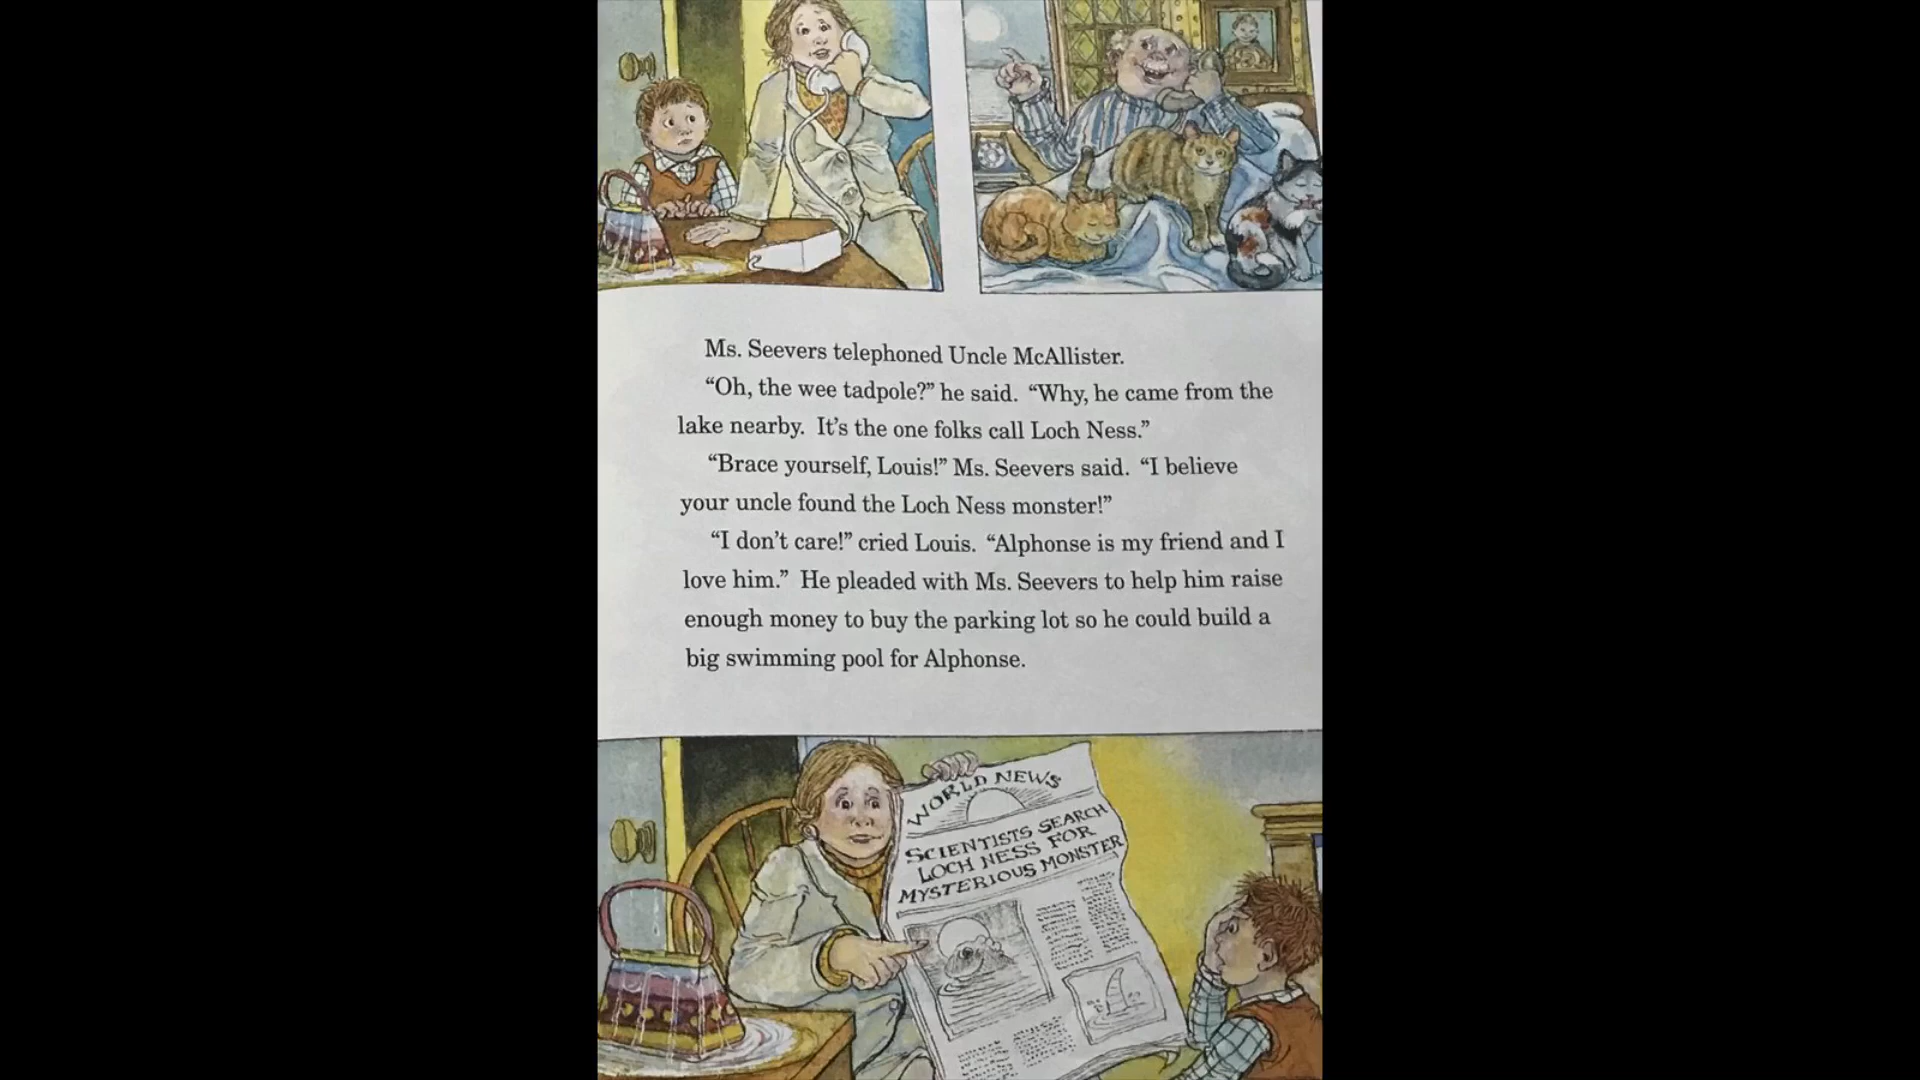 Ms. Seevers telephoned Uncle McAllister.
“Oh, the wee tadpole?” he said. “Why, he came from the
lake nearby. It’s the one folks call Loch Ness.”
“Brace yourself, Louis!” Ms. Seevers said. “I believe
your uncle found the Loch Ness monster!”
“I don’t care!” cried Louis. “Alphonse is my friend and I
love him.” He pleaded with Ms. Seevers to help him raise
enough money to buy the parking lot so he could build a
big swimming pool for Alphonse.
WORLD NEWS
SCIENTISTS SEARCH
LOCH NESS FOR
MYSTERIOUS MONSTER